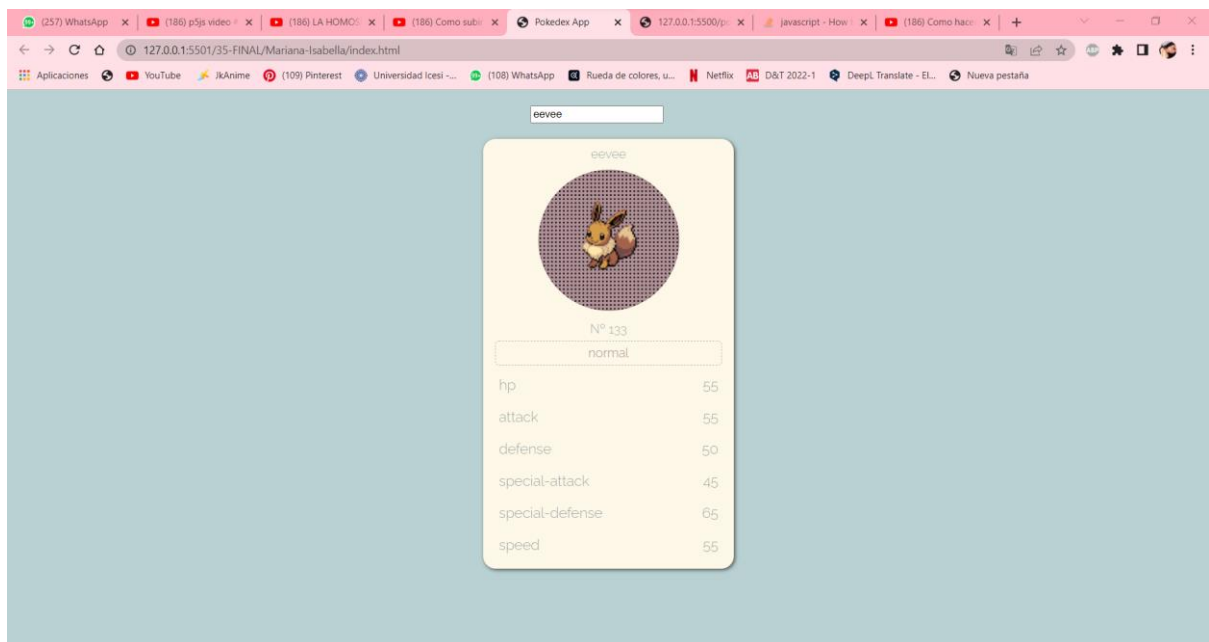 (257) WhatsApp (186) p5js video (186) LA HOMOS (186) Como subi Pokedex App 127.0.0.1:5500/p javascript - How (186) Como hace
127.0.0.1:5501/35-FINAL/Mariana-Isabella/index.html
Aplicaciones YouTube JkAnime (109) Pinterest Universidad Icesi -... (108) WhatsApp Rueda de colores, u... Netflix AB D&T 2022-1 DeepL Translate - El... Nueva pestaña
eevee
eevee
Nº 133
normal
hp 55
attack 55
defense 50
special-attack 45
special-defense 65
speed 55